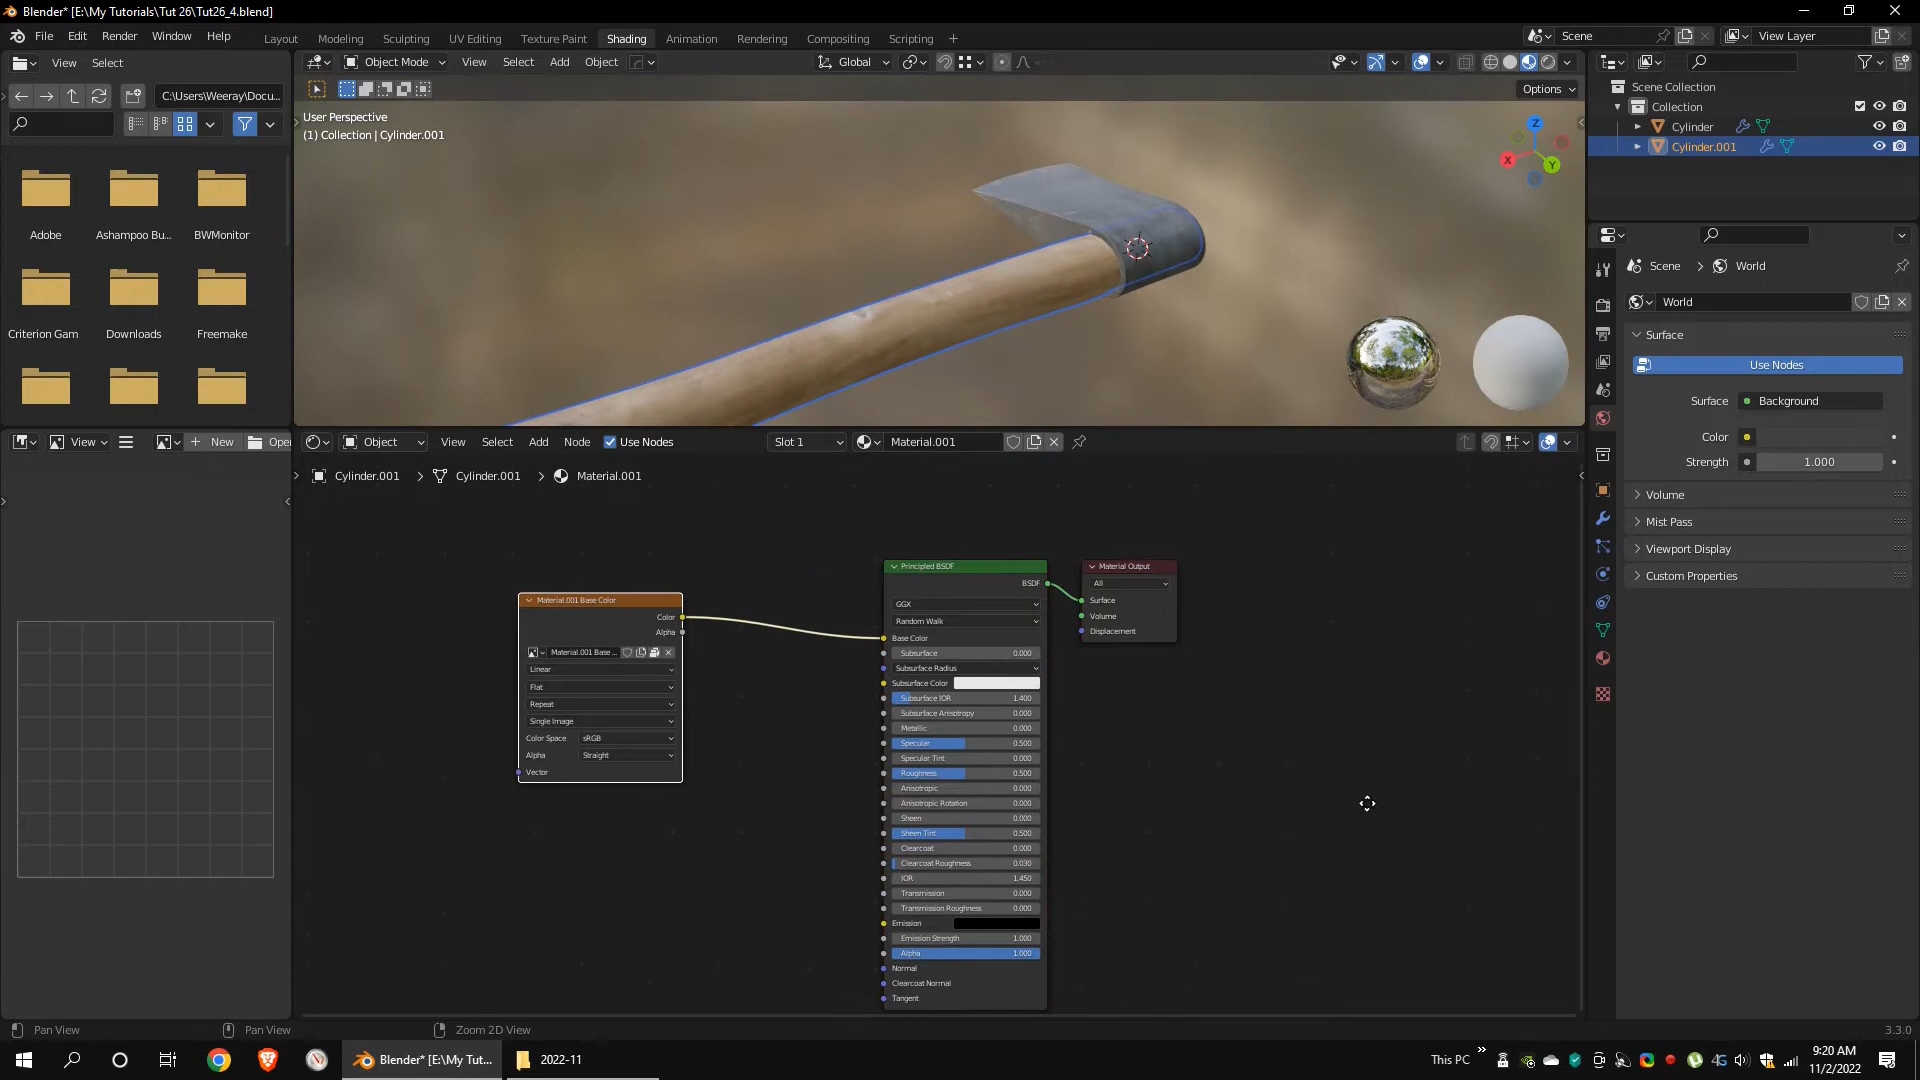 Blender* [E:\My Tutorials\Tut 26\Tut26_4.blend]
File Edit Render Window Help
Layout Modeling Sculpting UV Editing Texture Paint Shading Animation Rendering Compositing Scripting +
Scene
View Layer
View Select
Object Mode View Select Add Object
Global
C:\Users\Weeray\Docu...
Options
User Perspective
(1) Collection | Cylinder.001
Z
X
Y
Scene Collection
Collection
Cylinder
Cylinder.001
Adobe
Ashampoo Bu...
BWMonitor
Criterion Gam
Downloads
Freemake
Scene > World
World
Surface
Use Nodes
Surface Background
Color
Strength 1.000
Volume
Mist Pass
Viewport Display
Custom Properties
View
New
Open
Object View Select Add Node Use Nodes
Slot 1
Material.001
Cylinder.001 > Cylinder.001 > Material.001
Material.001 Base Color
Color
Alpha
Material.001 Base...
Linear
Flat
Repeat
Single Image
Color Space sRGB
Alpha Straight
Vector
Principled BSDF
BSDF
GGX
Random Walk
Base Color
Subsurface 0.000
Subsurface Radius
Subsurface Color
Subsurface IOR 1.400
Subsurface Anisotropy 0.000
Metallic 0.000
Specular 0.500
Specular Tint 0.000
Roughness 0.500
Anisotropic 0.000
Anisotropic Rotation 0.000
Sheen 0.000
Sheen Tint 0.500
Clearcoat 0.000
Clearcoat Roughness 0.030
IOR 1.450
Transmission 0.000
Transmission Roughness 0.000
Emission
Emission Strength 1.000
Alpha 1.000
Normal
Clearcoat Normal
Tangent
Material Output
All
Surface
Volume
Displacement
Pan View
Pan View
Zoom 2D View
3.3.0
Blender* [E:\My Tut...
2022-11
This PC
4G
9:20 AM
11/2/2022